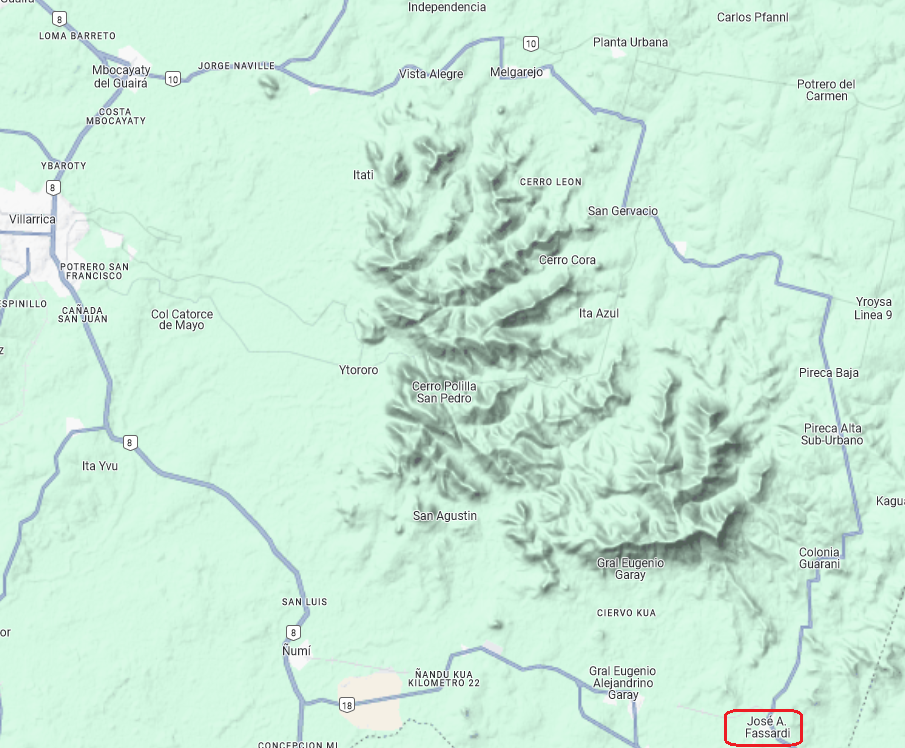 Independencia
Carlos Pfannl
8
LOMA BARRETO
10
Planta Urbana
Mbocayaty
del Guairá
10
JORGE NAVILLE
Vista Alegre
Melgarejo
Potrero del
Carmen
COSTA
MBOCAYATY
YBAROTY
Itati
CERRO LEON
8
Villarrica
San Gervacio
POTRERO SAN
FRANCISCO
Cerro Cora
ESPINILLO
CAÑADA
SAN JUAN
Col Catorce
de Mayo
Ita Azul
Yroysa
Linea 9
z
Ytororo
Pireca Baja
Cerro Polilla
San Pedro
Pireca Alta
Sub-Urbano
8
Ita Yvu
San Agustin
Kagua
Gral Eugenio
Garay
Colonia
Guarani
SAN LUIS
CIERVO KUA
or
8
Ñumí
ÑANDU KUA
KILOMETRO 22
Gral Eugenio
Alejandrino
Garay
18
José A.
Fassardi
CONCEPCION MI